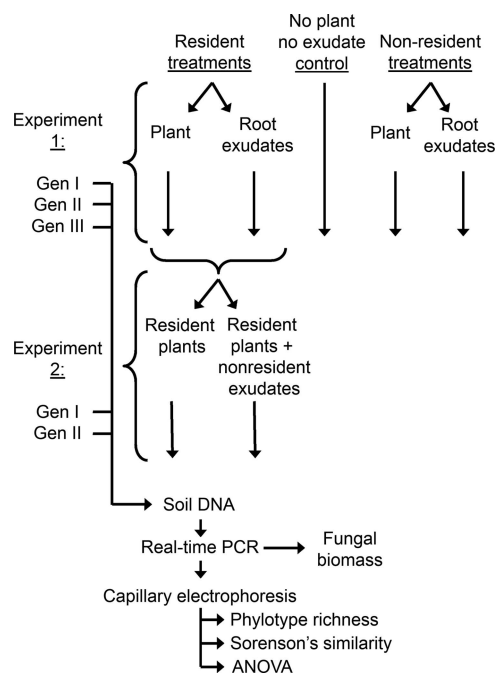 Resident
treatments
No plant
no exudate
control
Non-resident
treatments
Experiment
1:
Plant
Root
exudates
Plant
Root
exudates
Gen I
Gen II
Gen III
Experiment
2:
Resident
plants
Resident
plants +
nonresident
exudates
Gen I
Gen II
Soil DNA
Real-time PCR
Fungal
biomass
Capillary electrophoresis
Phylotype richness
Sorenson's similarity
ANOVA